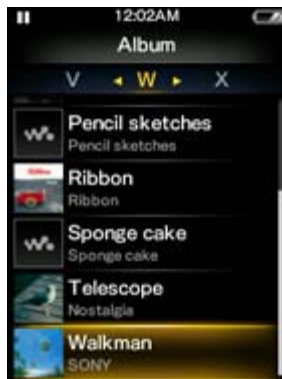 12:02AM
Album
V W X
Pencil sketches
Pencil sketches
Ribbon
Ribbon
Sponge cake
Sponge cake
Telescope
Nostalgia
Walkman
SONY